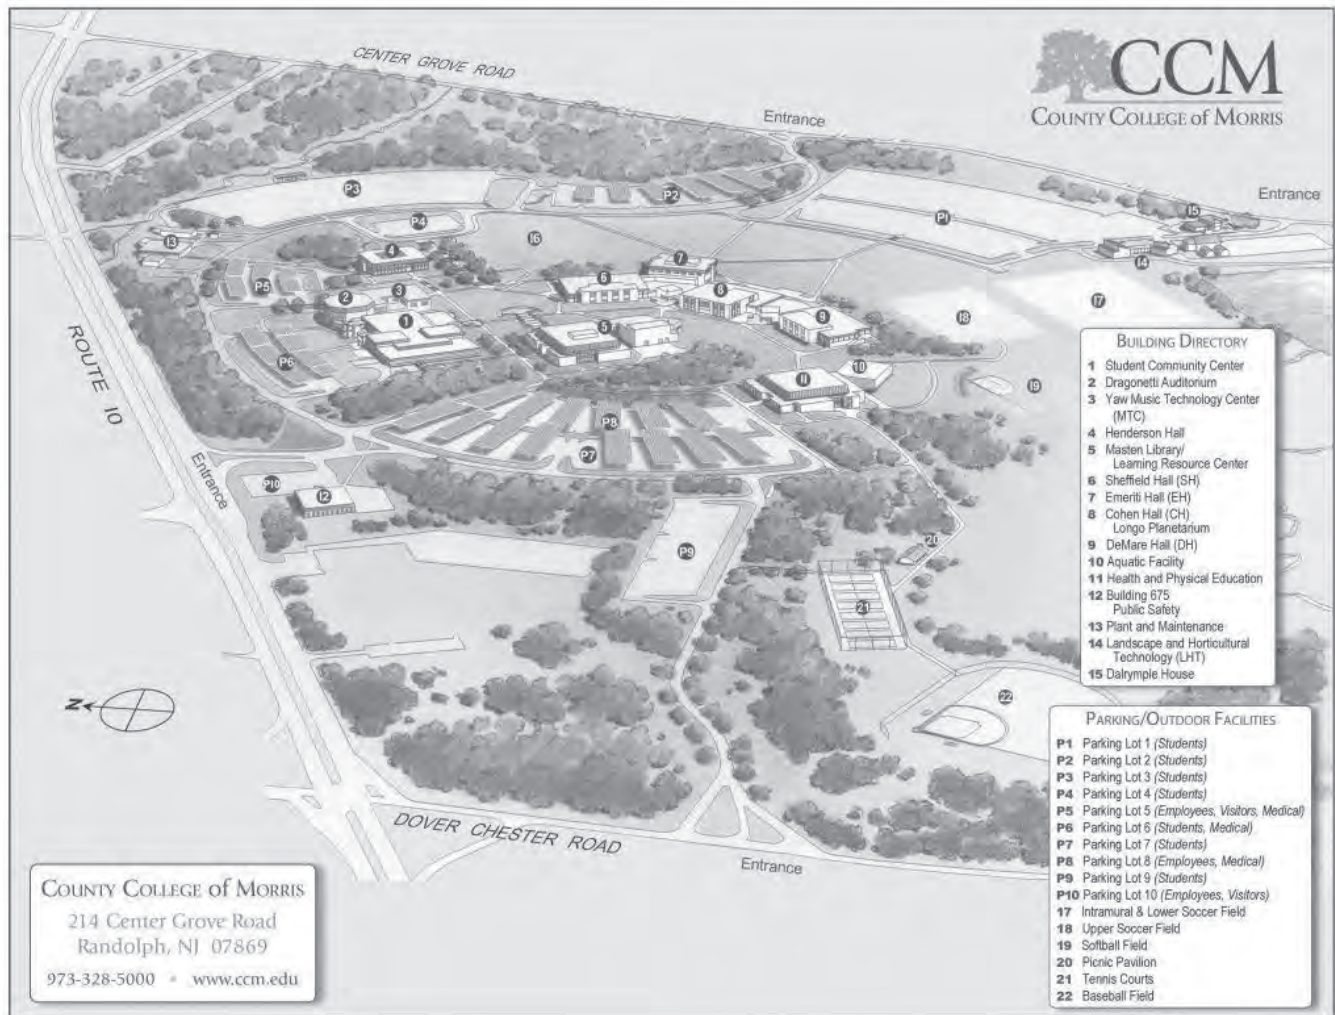 CENTER GROVE ROAD
CCM
COUNTY COLLEGE of MORRIS
Entrance
Entrance
P3
P2
P4
P1
15
13
16
14
4
7
P5
3
6
8
17
2
1
5
9
18
P6
10
11
19
ROUTE 10
P8
P7
Entrance
P10
12
P9
20
21
22
N
DOVER CHESTER ROAD
Entrance
BUILDING DIRECTORY
1 Student Community Center
2 Dragonetti Auditorium
3 Yaw Music Technology Center
(MTC)
4 Henderson Hall
5 Masten Library/
Learning Resource Center
6 Sheffield Hall (SH)
7 Emeriti Hall (EH)
8 Cohen Hall (CH)
Longo Planetarium
9 DeMare Hall (DH)
10 Aquatic Facility
11 Health and Physical Education
12 Building 675
Public Safety
13 Plant and Maintenance
14 Landscape and Horticultural
Technology (LHT)
15 Dalrymple House
PARKING/OUTDOOR FACILITIES
P1 Parking Lot 1 (Students)
P2 Parking Lot 2 (Students)
P3 Parking Lot 3 (Students)
P4 Parking Lot 4 (Students)
P5 Parking Lot 5 (Employees, Visitors, Medical)
P6 Parking Lot 6 (Students, Medical)
P7 Parking Lot 7 (Students)
P8 Parking Lot 8 (Employees, Medical)
P9 Parking Lot 9 (Students)
P10 Parking Lot 10 (Employees, Visitors)
17 Intramural & Lower Soccer Field
18 Upper Soccer Field
19 Softball Field
20 Picnic Pavilion
21 Tennis Courts
22 Baseball Field
COUNTY COLLEGE of MORRIS
214 Center Grove Road
Randolph, NJ 07869
973-328-5000 • www.ccm.edu